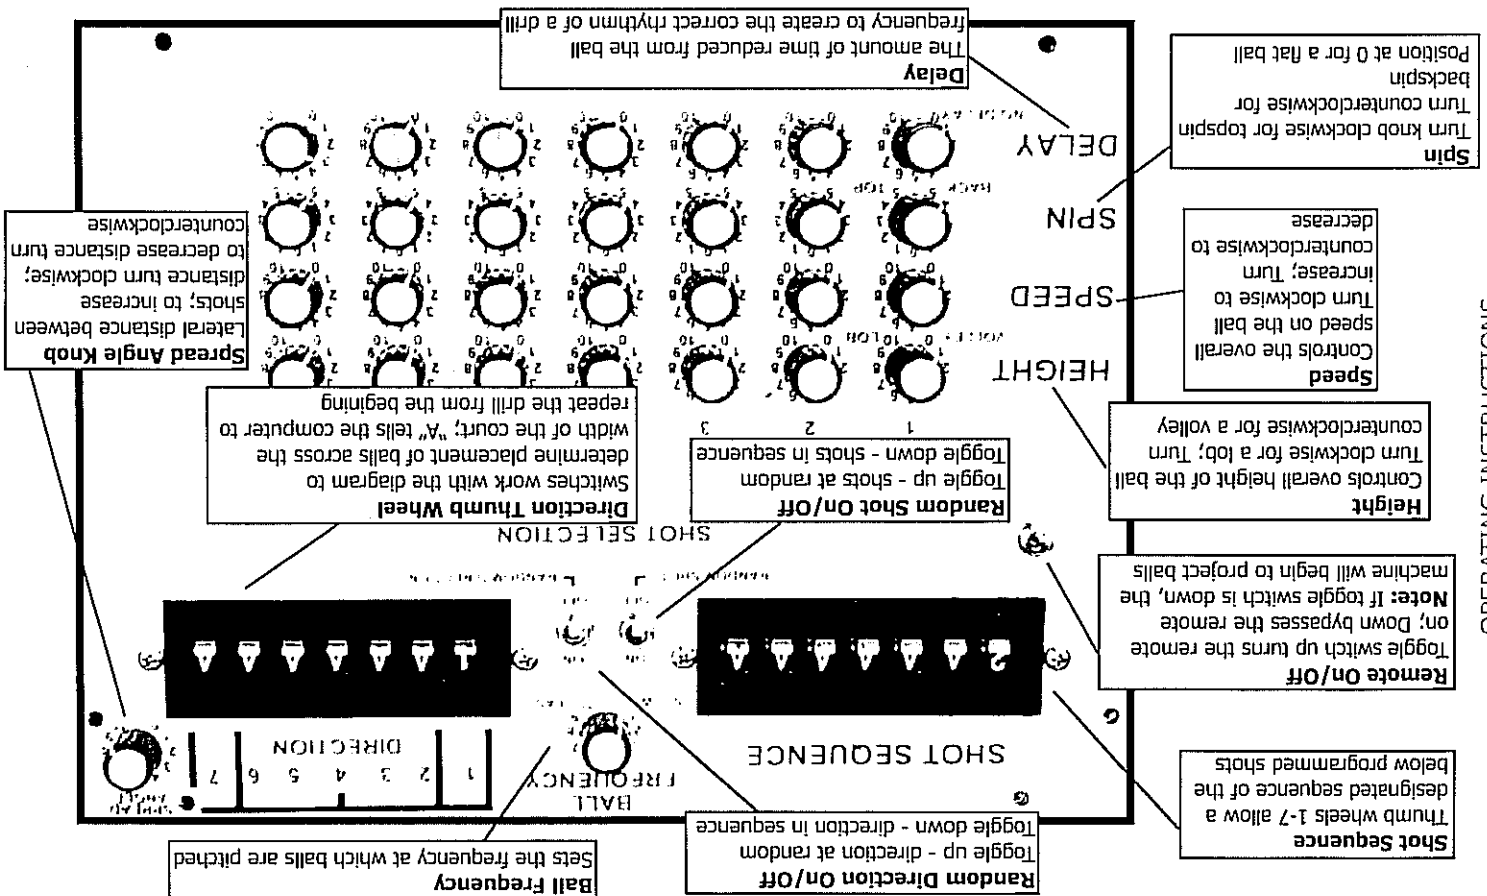 OPERATING INSTRUCTIONS
Shot Sequence
Thumb wheels 1-7 allow a
designated sequence of the
below programmed shots
Random Direction On/Off
Toggle up - direction at random
Toggle down - direction in sequence
Ball Frequency
Sets the frequency at which balls are pitched
SHOT SEQUENCE
BALL
FREQUENCY
1 2 3 4 5 6 7
DIRECTION
SPREAD
ANGLE
Remote On/Off
Toggle switch up turns the remote
on; Down bypasses the remote
Note: If toggle switch is down, the
machine will begin to project balls
SHOT SELECTION
Random Shot On/Off
Toggle up - shots at random
Toggle down - shots in sequence
Direction Thumb Wheel
Switches work with the diagram to
determine placement of balls across the
width of the court; "A" tells the computer to
repeat the drill from the begining
Spread Angle Knob
Lateral distance between
shots; to increase
distance turn clockwise;
to decrease distance turn
counterclockwise
Height
Controls overall height of the ball
Turn clockwise for a lob; Turn
counterclockwise for a volley
1 2 3
HEIGHT
VOLLEY LOB
Speed
Controls the overall
speed on the ball
Turn clockwise to
increase; Turn
counterclockwise to
decrease
SPEED
SPIN
BACK TOP
Spin
Turn knob clockwise for topspin
Turn counterclockwise for
backspin
Position at 0 for a flat ball
DELAY
NO DELAY
Delay
The amount of time reduced from the ball
frequency to create the correct rhythmn of a drill